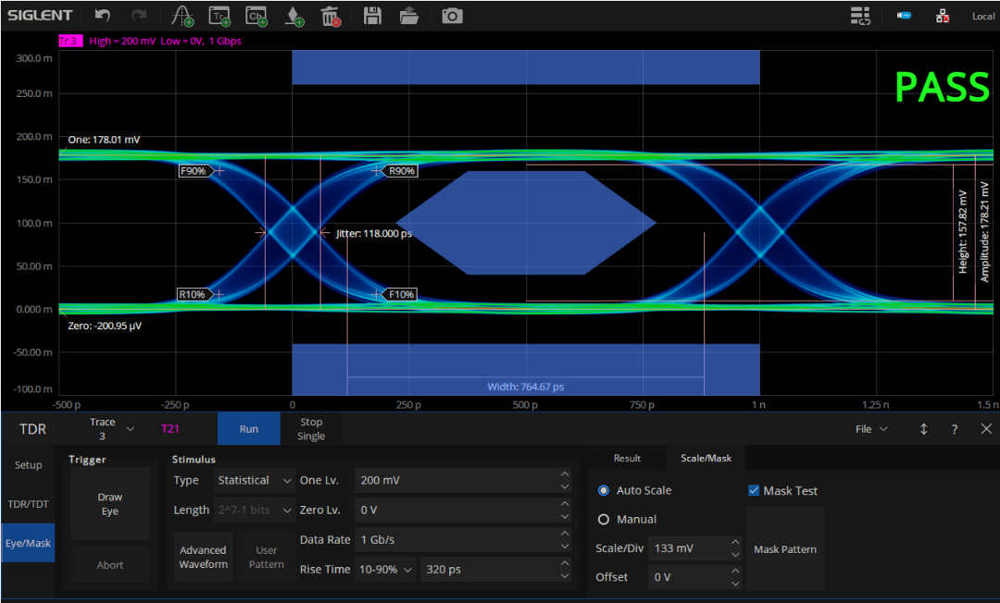 SIGLENT Tr Ch Local
Tr 3 High = 200 mV Low = 0V, 1 Gbps
300.0 m
PASS
250.0 m
200.0 m
One: 178.01 mV
F90% R90%
150.0 m
100.0 m
Jitter: 118.000 ps
Height: 157.82 mV
Amplitude: 178.21 mV
50.00 m
R10% F10%
0.000 m
Zero: -200.95 µV
-50.00 m
Width: 764.67 ps
-100.0 m
-500 p -250 p 0 250 p 500 p 750 p 1 n 1.25 n 1.5 n
TDR Trace 3 T21 Run Stop Single File ?
Setup
TDR/TDT
Eye/Mask
Trigger
Draw Eye
Abort
Stimulus
Type Statistical One Lv. 200 mV
Length 2^7-1 bits Zero Lv. 0 V
Advanced Waveform User Pattern
Data Rate 1 Gb/s
Rise Time 10-90% 320 ps
Result Scale/Mask
Auto Scale Mask Test
Manual
Scale/Div 133 mV Mask Pattern
Offset 0 V